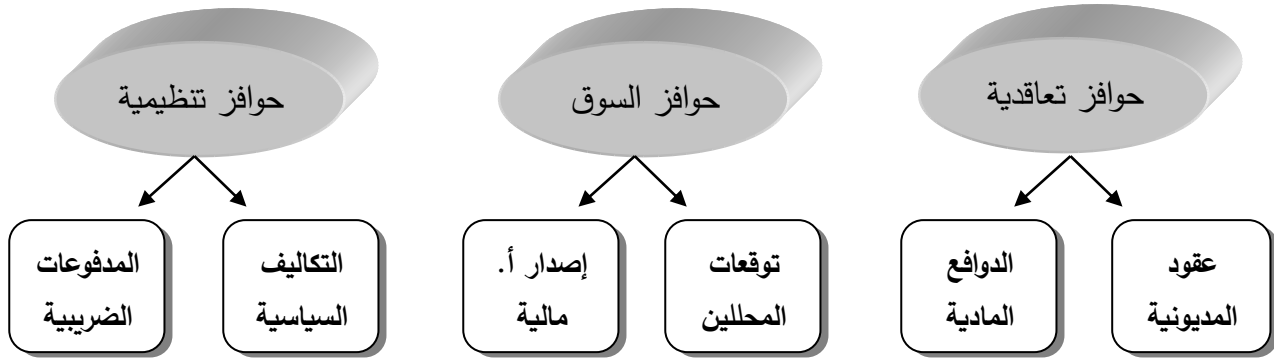 حوافز تعاقدية
حوافز السوق
حوافز تنظيمية
عقود
المديونية
الدوافع
المادية
توقعات
المحللين
إصدار أ.
مالية
التكاليف
السياسية
المدفوعات
الضريبية